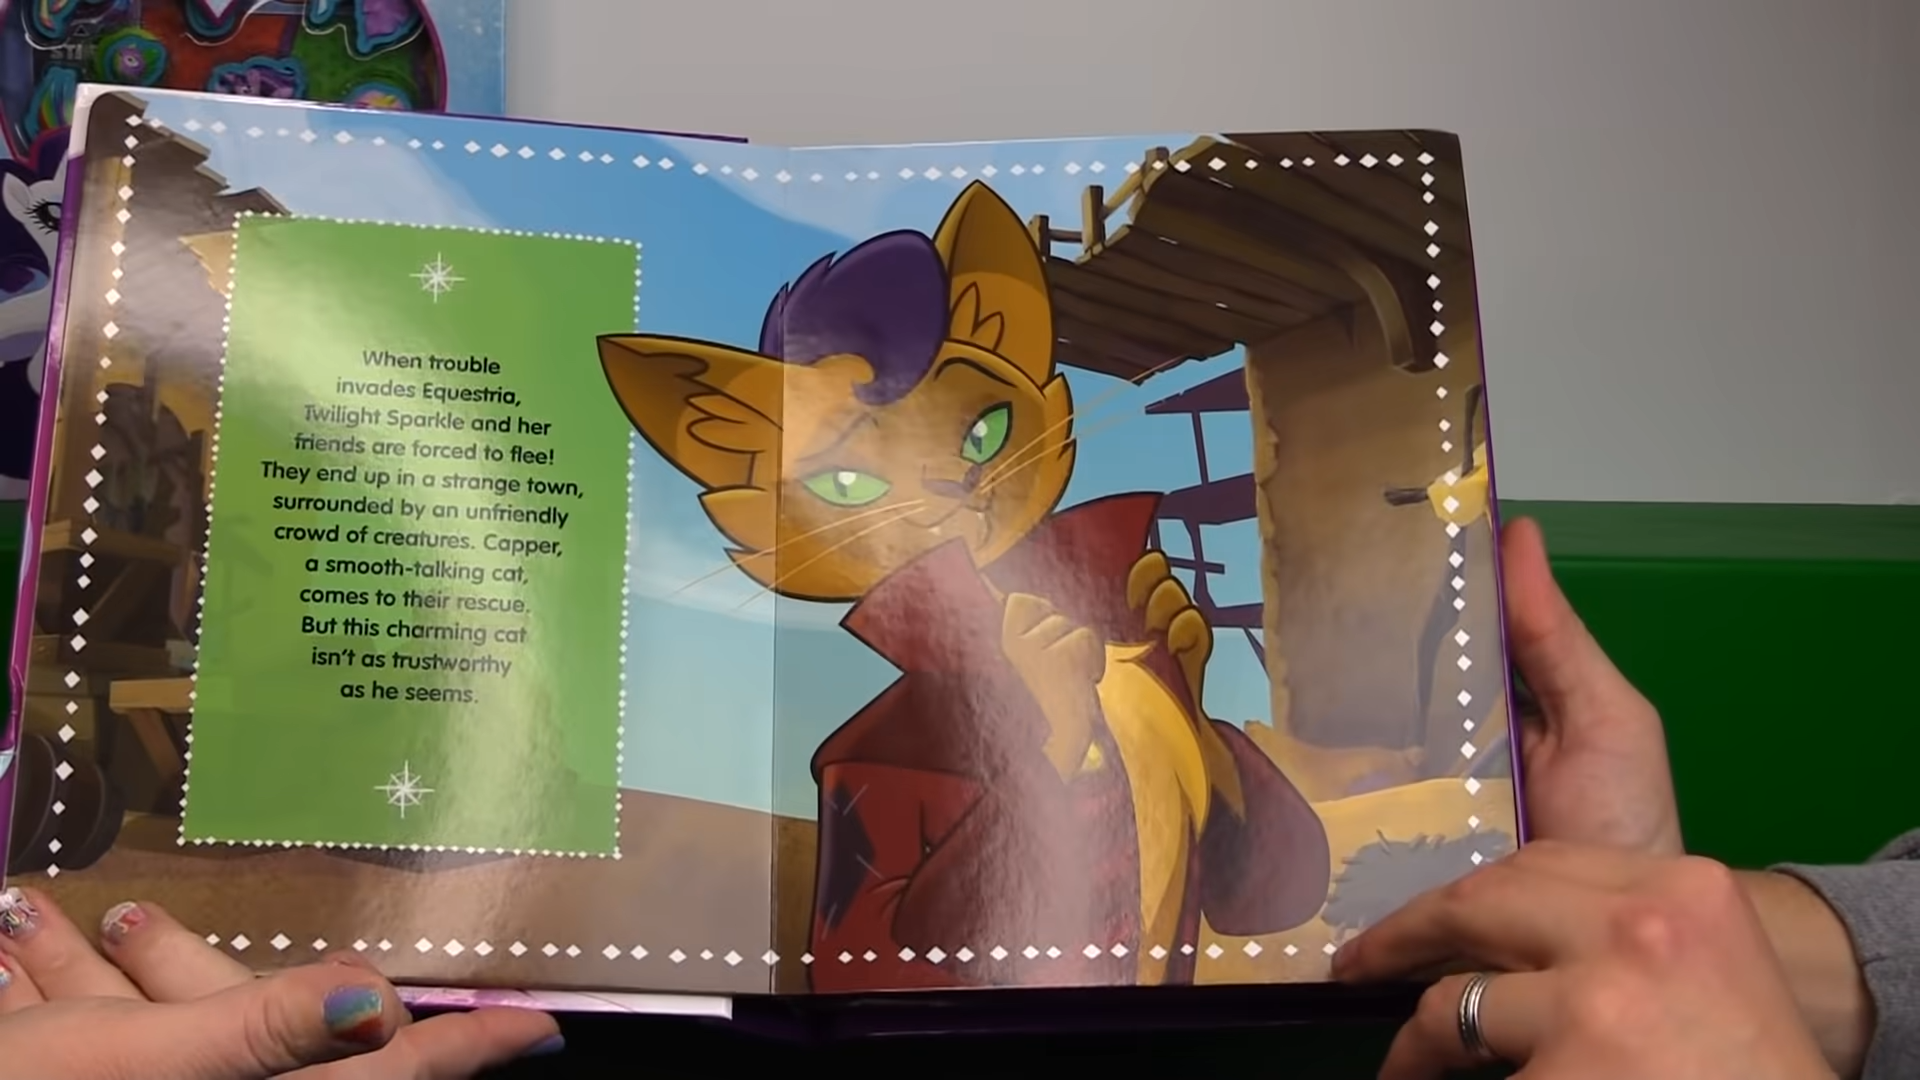 When trouble
invades Equestria,
Twilight Sparkle and her
friends are forced to flee!
They end up in a strange town,
surrounded by an unfriendly
crowd of creatures. Capper,
a smooth-talking cat,
comes to their rescue.
But this charming cat
isn't as trustworthy
as he seems.